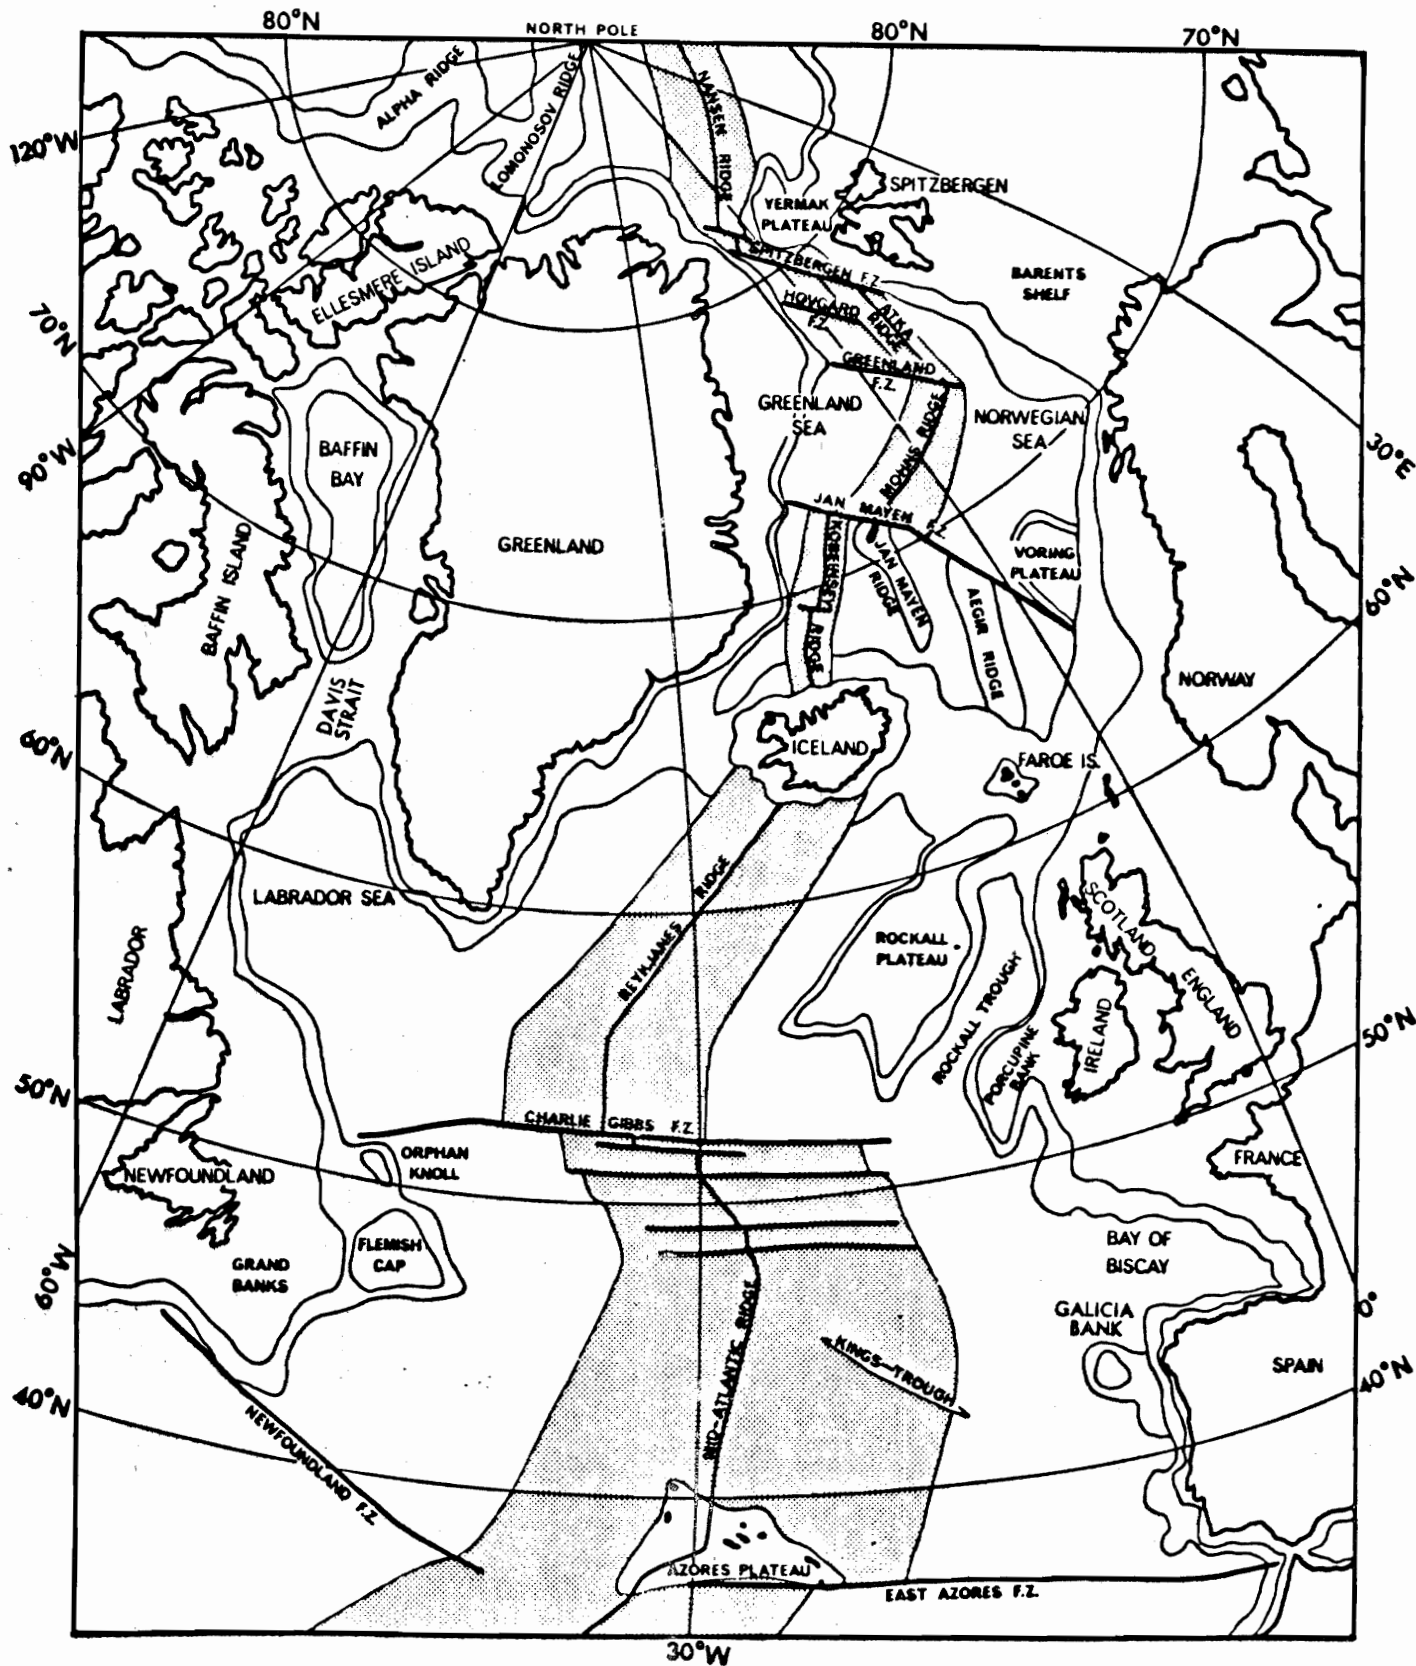 80°N
NORTH POLE
80°N
70°N
ALPHA RIDGE
LOMONOSOV RIDGE
NANSEN RIDGE
120°W
SPITZBERGEN
YERMAK
PLATEAU
ELLESMERE ISLAND
SPITZBERGEN F.Z.
BARENTS
SHELF
HOVGARD
F.Z.
ATKA
RIDGE
70°N
GREENLAND
F.Z.
GREENLAND
SEA
MOHNS RIDGE
NORWEGIAN
SEA
30°E
90°W
BAFFIN
BAY
JAN MAYEN F.Z.
GREENLAND
KOBEINSEY RIDGE
JAN MAYEN
RIDGE
VORING
PLATEAU
BAFFIN ISLAND
AEGIR RIDGE
60°N
DAVIS
STRAIT
NORWAY
60°N
ICELAND
FAROE IS.
LABRADOR SEA
REYKJANES RIDGE
SCOTLAND
ROCKALL
PLATEAU
LABRADOR
ROCKALL TROUGH
ENGLAND
IRELAND
PORCUPINE
BANK
50°N
50°N
CHARLIE GIBBS F.Z.
ORPHAN
KNOLL
NEWFOUNDLAND
FRANCE
FLEMISH
CAP
GRAND
BANKS
BAY OF
BISCAY
60°W
MID-ATLANTIC RIDGE
GALICIA
BANK
0°
KINGS-TROUGH
SPAIN
40°N
40°N
NEWFOUNDLAND F.Z.
AZORES PLATEAU
EAST AZORES F.Z.
30°W